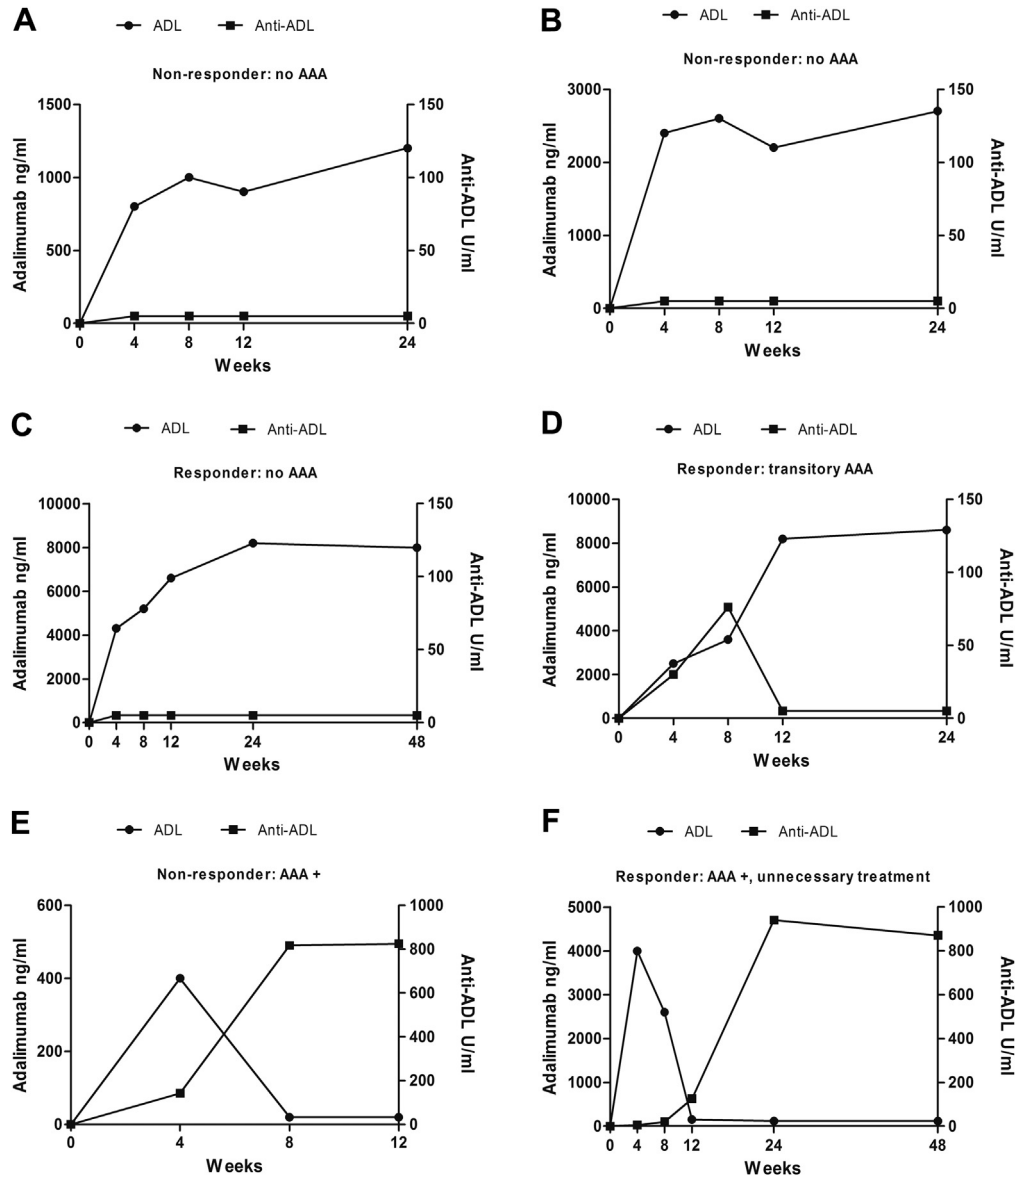 A
ADL Anti-ADL
Non-responder: no AAA
1500
1000
500
0
150
100
50
0
Adalimumab ng/ml
Anti-ADL U/ml
0 4 8 12 24
Weeks
B
ADL Anti-ADL
Non-responder: no AAA
3000
2000
1000
0
150
100
50
0
Adalimumab ng/ml
Anti-ADL U/ml
0 4 8 12 24
Weeks
C
ADL Anti-ADL
Responder: no AAA
10000
8000
6000
4000
2000
0
150
100
50
0
Adalimumab ng/ml
Anti-ADL U/ml
0 4 8 12 24 48
Weeks
D
ADL Anti-ADL
Responder: transitory AAA
10000
8000
6000
4000
2000
0
150
100
50
0
Adalimumab ng/ml
Anti-ADL U/ml
0 4 8 12 24
Weeks
E
ADL Anti-ADL
Non-responder: AAA +
600
400
200
0
1000
800
600
400
200
0
Adalimumab ng/ml
Anti-ADL U/ml
0 4 8 12
Weeks
F
ADL Anti-ADL
Responder: AAA +, unnecessary treatment
5000
4000
3000
2000
1000
0
1000
800
600
400
200
0
Adalimumab ng/ml
Anti-ADL U/ml
0 4 8 12 24 48
Weeks